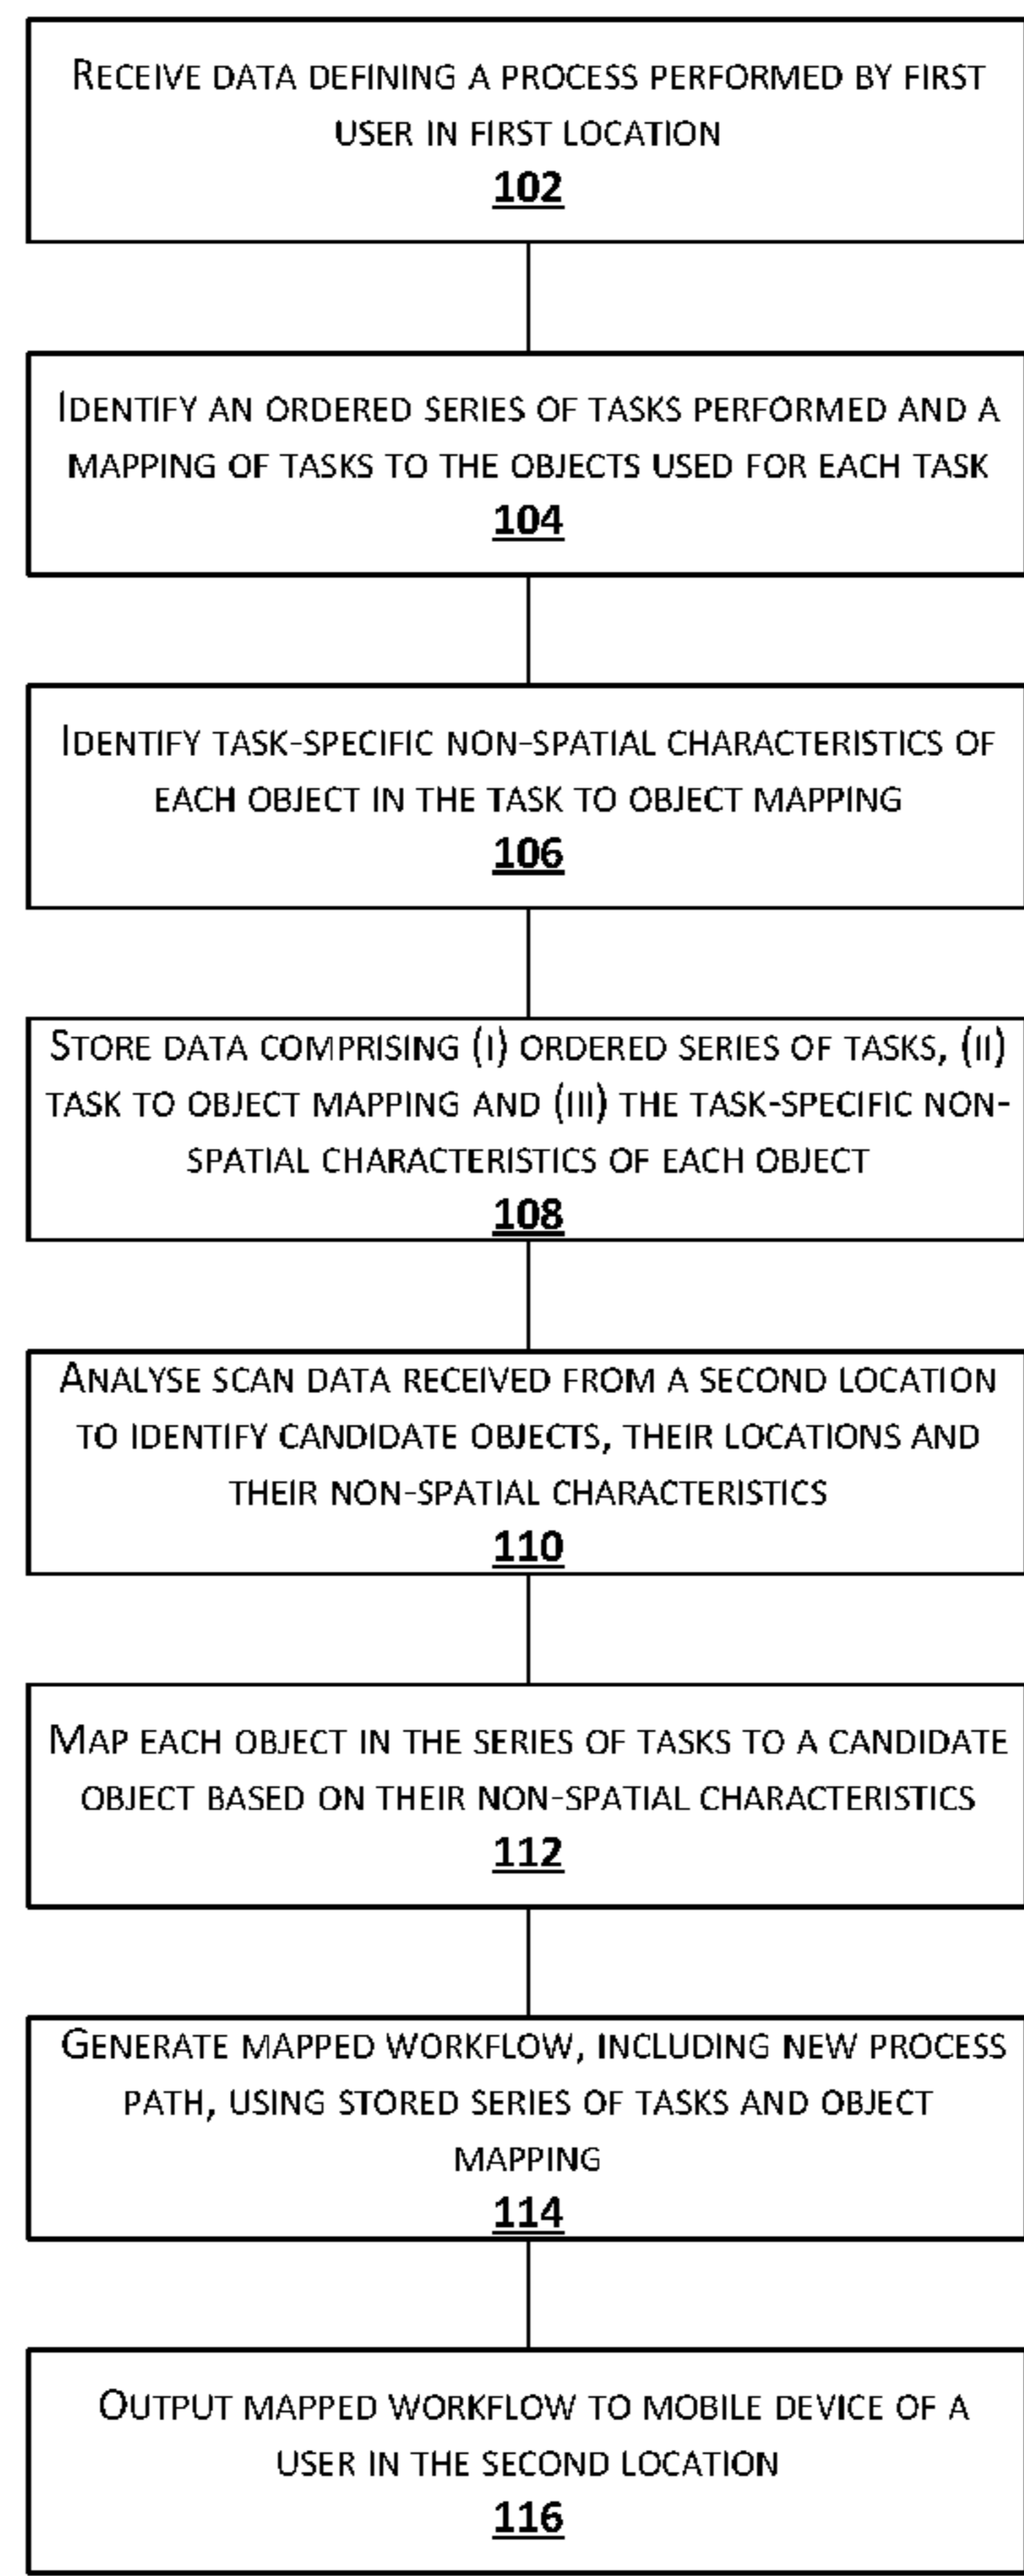 RECEIVE DATA DEFINING A PROCESS PERFORMED BY FIRST
USER IN FIRST LOCATION
102
IDENTIFY AN ORDERED SERIES OF TASKS PERFORMED AND A
MAPPING OF TASKS TO THE OBJECTS USED FOR EACH TASK
104
IDENTIFY TASK-SPECIFIC NON-SPATIAL CHARACTERISTICS OF
EACH OBJECT IN THE TASK TO OBJECT MAPPING
106
STORE DATA COMPRISING (I) ORDERED SERIES OF TASKS, (II)
TASK TO OBJECT MAPPING AND (III) THE TASK-SPECIFIC NON-
SPATIAL CHARACTERISTICS OF EACH OBJECT
108
ANALYSE SCAN DATA RECEIVED FROM A SECOND LOCATION
TO IDENTIFY CANDIDATE OBJECTS, THEIR LOCATIONS AND
THEIR NON-SPATIAL CHARACTERISTICS
110
MAP EACH OBJECT IN THE SERIES OF TASKS TO A CANDIDATE
OBJECT BASED ON THEIR NON-SPATIAL CHARACTERISTICS
112
GENERATE MAPPED WORKFLOW, INCLUDING NEW PROCESS
PATH, USING STORED SERIES OF TASKS AND OBJECT
MAPPING
114
OUTPUT MAPPED WORKFLOW TO MOBILE DEVICE OF A
USER IN THE SECOND LOCATION
116